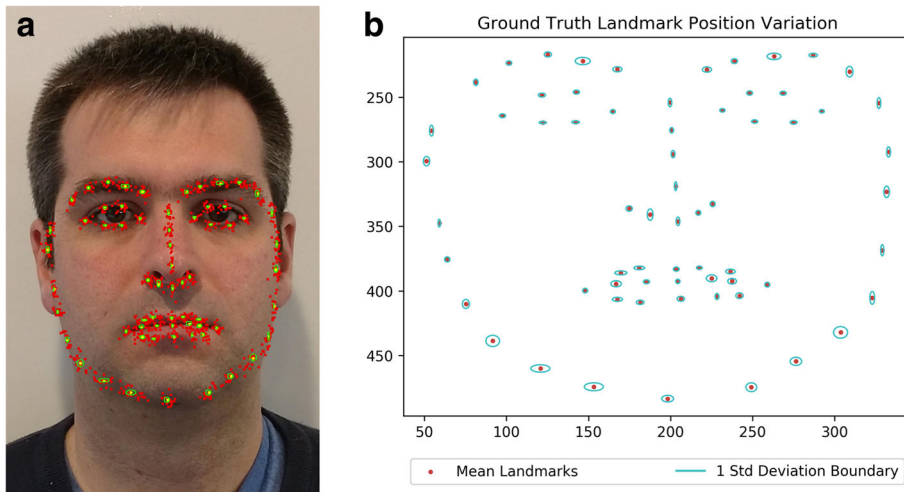 a
b
Ground Truth Landmark Position Variation
250
300
350
400
450
50 100 150 200 250 300
Mean Landmarks 1 Std Deviation Boundary